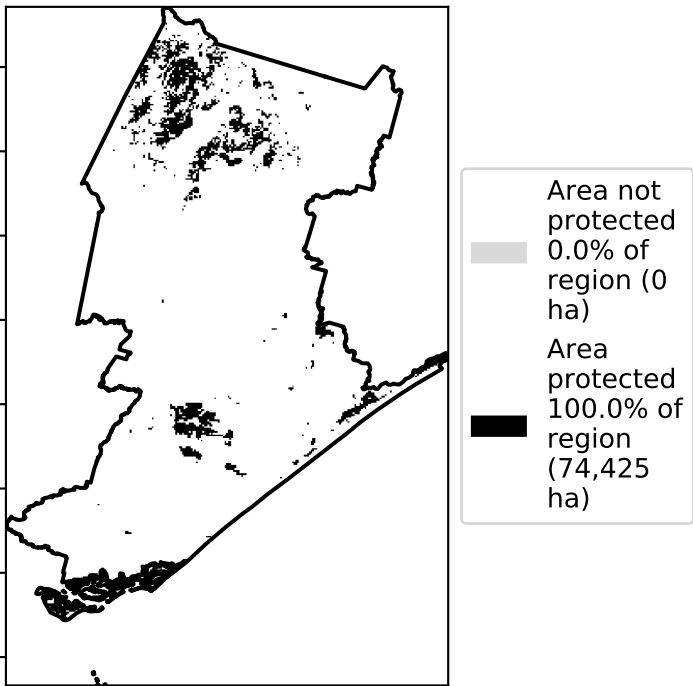 Area not
protected
0.0% of
region (0
ha)
Area
protected
100.0% of
region
(74,425
ha)